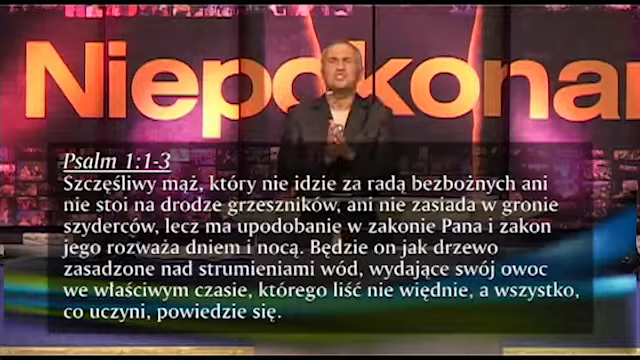 Niepokonan
Psalm 1:1-3
Szczęśliwy mąż, który nie idzie za radą bezbożnych ani
nie stoi na drodze grzeszników, ani nie zasiada w gronie
szyderców, lecz ma upodobanie w zakonie Pana i zakon
jego rozważa dniem i nocą. Będzie on jak drzewo
zasadzone nad strumieniami wód, wydające swój owoc
we właściwym czasie, którego liść nie więdnie, a wszystko,
co uczyni, powiedzie się.